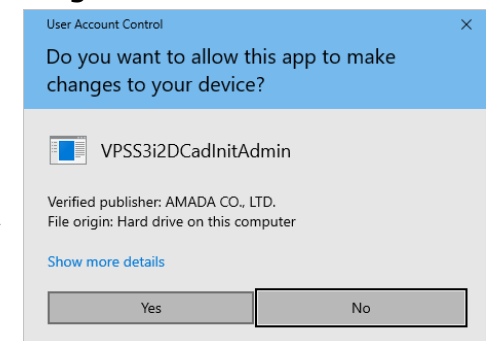 User Account Control
Do you want to allow this app to make
changes to your device?
VPSS3i2DCadInitAdmin
Verified publisher: AMADA CO., LTD.
File origin: Hard drive on this computer
Show more details
Yes
No